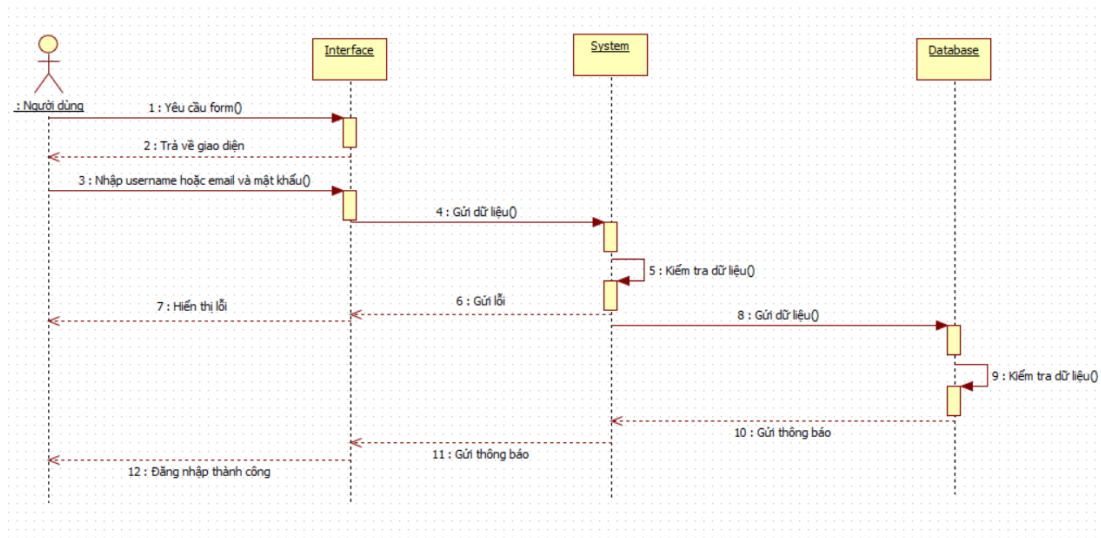 Interface
System
Database
: Người dùng
1 : Yêu cầu form()
2 : Trả về giao diện
3 : Nhập username hoặc email và mật khẩu()
4 : Gửi dữ liệu()
5 : Kiểm tra dữ liệu()
6 : Gửi lỗi
7 : Hiển thị lỗi
8 : Gửi dữ liệu()
9 : Kiểm tra dữ liệu()
10 : Gửi thông báo
11 : Gửi thông báo
12 : Đăng nhập thành công